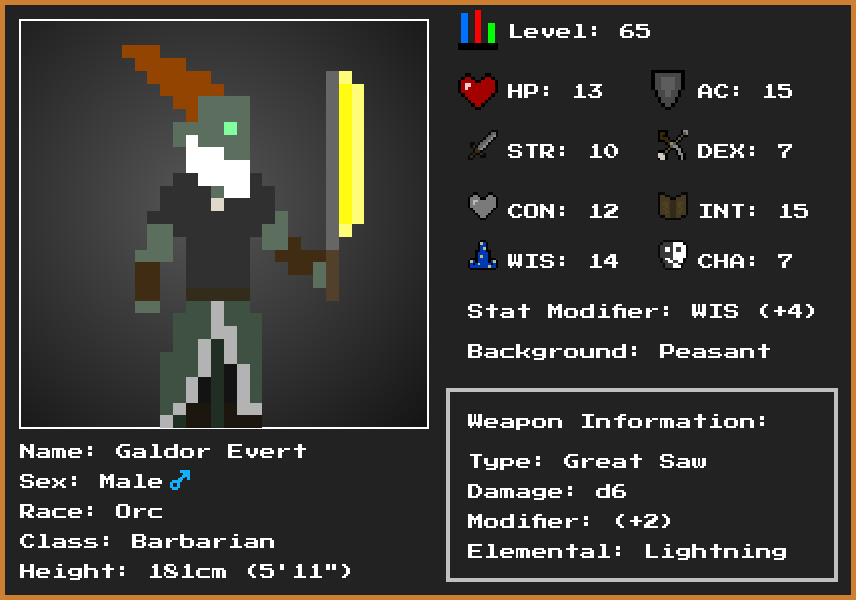 Level: 65
HP: 13 AC: 15
STR: 10 DEX: 7
CON: 12 INT: 15
WIS: 14 CHA: 7
Stat Modifier: WIS (+4)
Background: Peasant
Weapon Information:
Type: Great Saw
Damage: d6
Modifier: (+2)
Elemental: Lightning
Name: Galdor Evert
Sex: Male ♂
Race: Orc
Class: Barbarian
Height: 181cm (5'11")